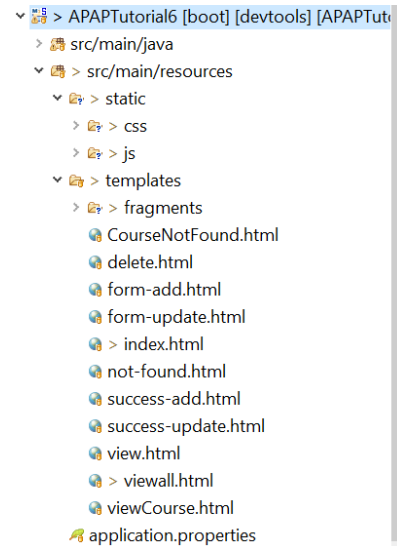 > APAPTutorial6 [boot] [devtools] [APAPTuto
src/main/java
> src/main/resources
> static
> css
> js
> templates
> fragments
CourseNotFound.html
delete.html
form-add.html
form-update.html
> index.html
not-found.html
success-add.html
success-update.html
view.html
> viewall.html
viewCourse.html
application.properties